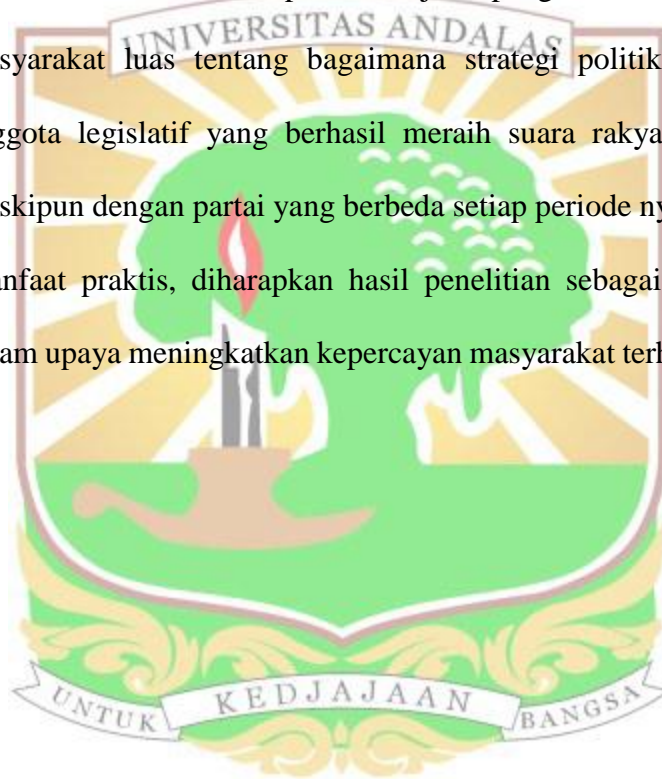 UNIVERSITAS ANDALAS
syarakat luas tentang bagaimana strategi politik
ggota legislatif yang berhasil meraih suara rakya
skipun dengan partai yang berbeda setiap periode ny
anfaat praktis, diharapkan hasil penelitian sebagai
am upaya meningkatkan kepercayan masyarakat terh
UNTUK KEDJAJAAN BANGSA